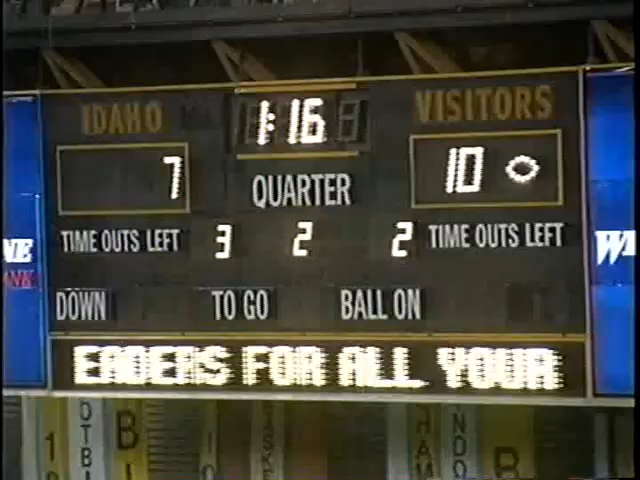 IDAHO 1:16 VISITORS
7 QUARTER 10
TIME OUTS LEFT 3 2 2 TIME OUTS LEFT
DOWN TO GO BALL ON
EADERS FOR ALL YOUR